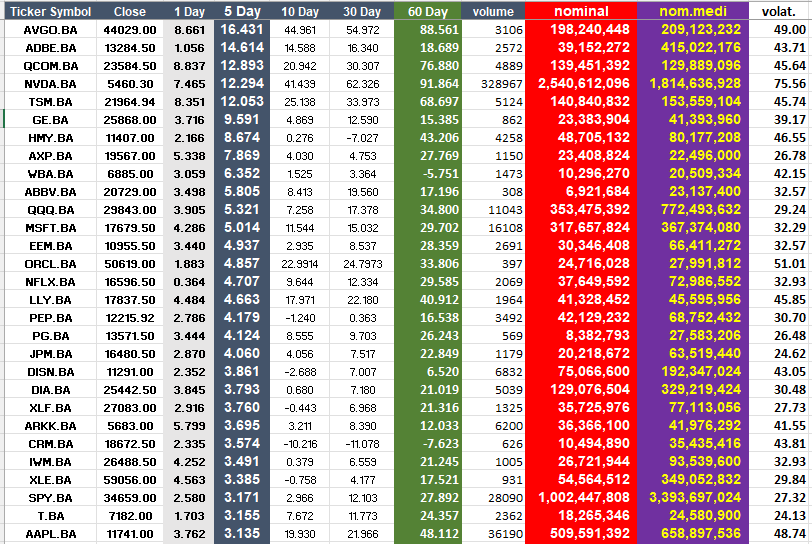 Ticker Symbol Close 1 Day 5 Day 10 Day 30 Day 60 Day volume nominal nom.medi volat.
AVGO.BA 44029.00 8.661 16.431 44.961 54.972 88.561 3106 198,240,448 209,123,232 49.00
ADBE.BA 13284.50 1.056 14.614 14.588 16.340 18.689 2572 39,152,272 415,022,176 43.71
QCOM.BA 23584.50 8.837 12.893 20.942 30.307 76.880 4889 139,451,392 129,889,096 45.64
NVDA.BA 5460.30 7.465 12.294 41.439 62.326 91.864 328967 2,540,612,096 1,814,636,928 75.56
TSM.BA 21964.94 8.351 12.053 25.138 33.973 68.697 5124 140,840,832 153,559,104 45.74
GE.BA 25868.00 3.716 9.591 4.869 12.590 15.385 862 23,383,904 41,393,960 39.17
HMY.BA 11407.00 2.166 8.674 0.276 -7.027 43.206 4258 48,705,132 80,177,208 46.55
AXP.BA 19567.00 5.338 7.869 4.030 4.753 27.769 1150 23,408,824 22,496,000 26.78
WBA.BA 6885.00 3.059 6.352 1.525 3.364 -5.751 1473 10,296,270 20,509,334 42.15
ABBV.BA 20729.00 3.498 5.805 8.413 19.560 17.196 308 6,921,684 23,137,400 32.57
QQQ.BA 29843.00 3.905 5.321 7.258 17.378 34.800 11043 353,475,392 772,493,632 29.24
MSFT.BA 17679.50 4.286 5.014 11.544 15.032 29.702 16108 317,657,824 367,374,080 32.29
EEM.BA 10955.50 3.440 4.937 2.935 8.537 28.359 2691 30,346,408 66,411,272 32.57
ORCL.BA 50619.00 1.883 4.857 22.9914 24.7973 33.806 397 24,716,028 27,991,812 51.01
NFLX.BA 16596.50 0.364 4.707 9.644 12.334 29.585 2069 37,649,592 72,986,552 32.93
LLY.BA 17837.50 4.484 4.663 17.971 22.180 40.912 1964 41,328,452 45,595,956 45.85
PEP.BA 12215.92 2.786 4.179 -1.240 0.363 16.538 3492 42,129,232 68,752,432 30.70
PG.BA 13571.50 3.444 4.124 8.555 9.703 26.243 569 8,382,793 27,583,206 26.48
JPM.BA 16480.50 2.870 4.060 4.056 7.517 22.849 1179 20,218,672 63,519,440 24.62
DISN.BA 11291.00 2.352 3.861 -2.688 7.007 6.520 6832 75,066,600 192,347,024 43.05
DIA.BA 25442.50 3.845 3.793 0.680 7.180 21.019 5039 129,076,504 329,219,424 30.48
XLF.BA 27083.00 2.916 3.760 -0.443 6.968 21.316 1325 35,725,976 77,113,056 27.73
ARKK.BA 5683.00 5.799 3.695 3.211 8.390 12.033 6200 36,366,100 41,976,292 41.55
CRM.BA 18672.50 2.335 3.574 -10.216 -11.078 -7.623 626 10,494,890 35,435,416 43.81
IWM.BA 26488.50 4.252 3.491 0.379 6.559 21.245 1005 26,721,944 93,539,600 32.93
XLE.BA 59056.00 4.563 3.385 -0.758 4.177 17.521 931 54,564,512 349,052,832 29.84
SPY.BA 34659.00 2.580 3.171 2.966 12.103 27.892 28090 1,002,447,808 3,393,697,024 27.32
T.BA 7182.00 1.703 3.155 7.672 11.773 24.357 2362 18,265,346 24,580,900 24.13
AAPL.BA 11741.00 3.762 3.135 19.930 21.966 48.112 36190 509,591,392 658,897,536 48.74